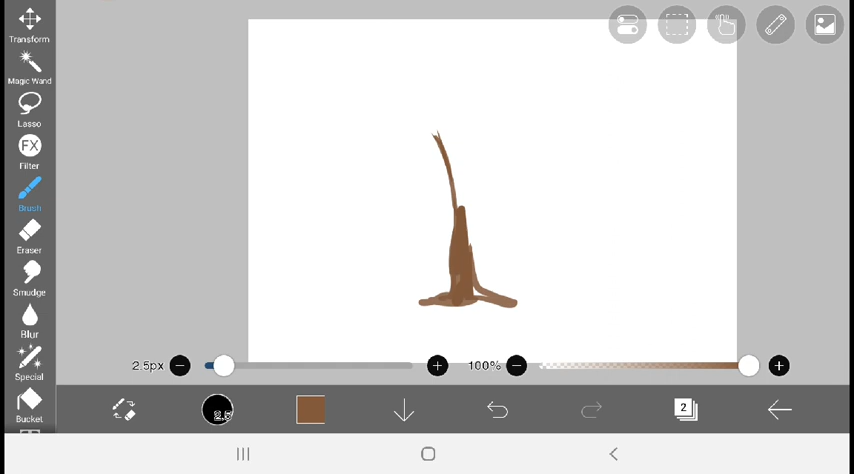 Transform
Magic Wand
Lasso
FX
Filter
Brush
Eraser
Smudge
Blur
Special
Bucket
2.5px
100%
2.5
2